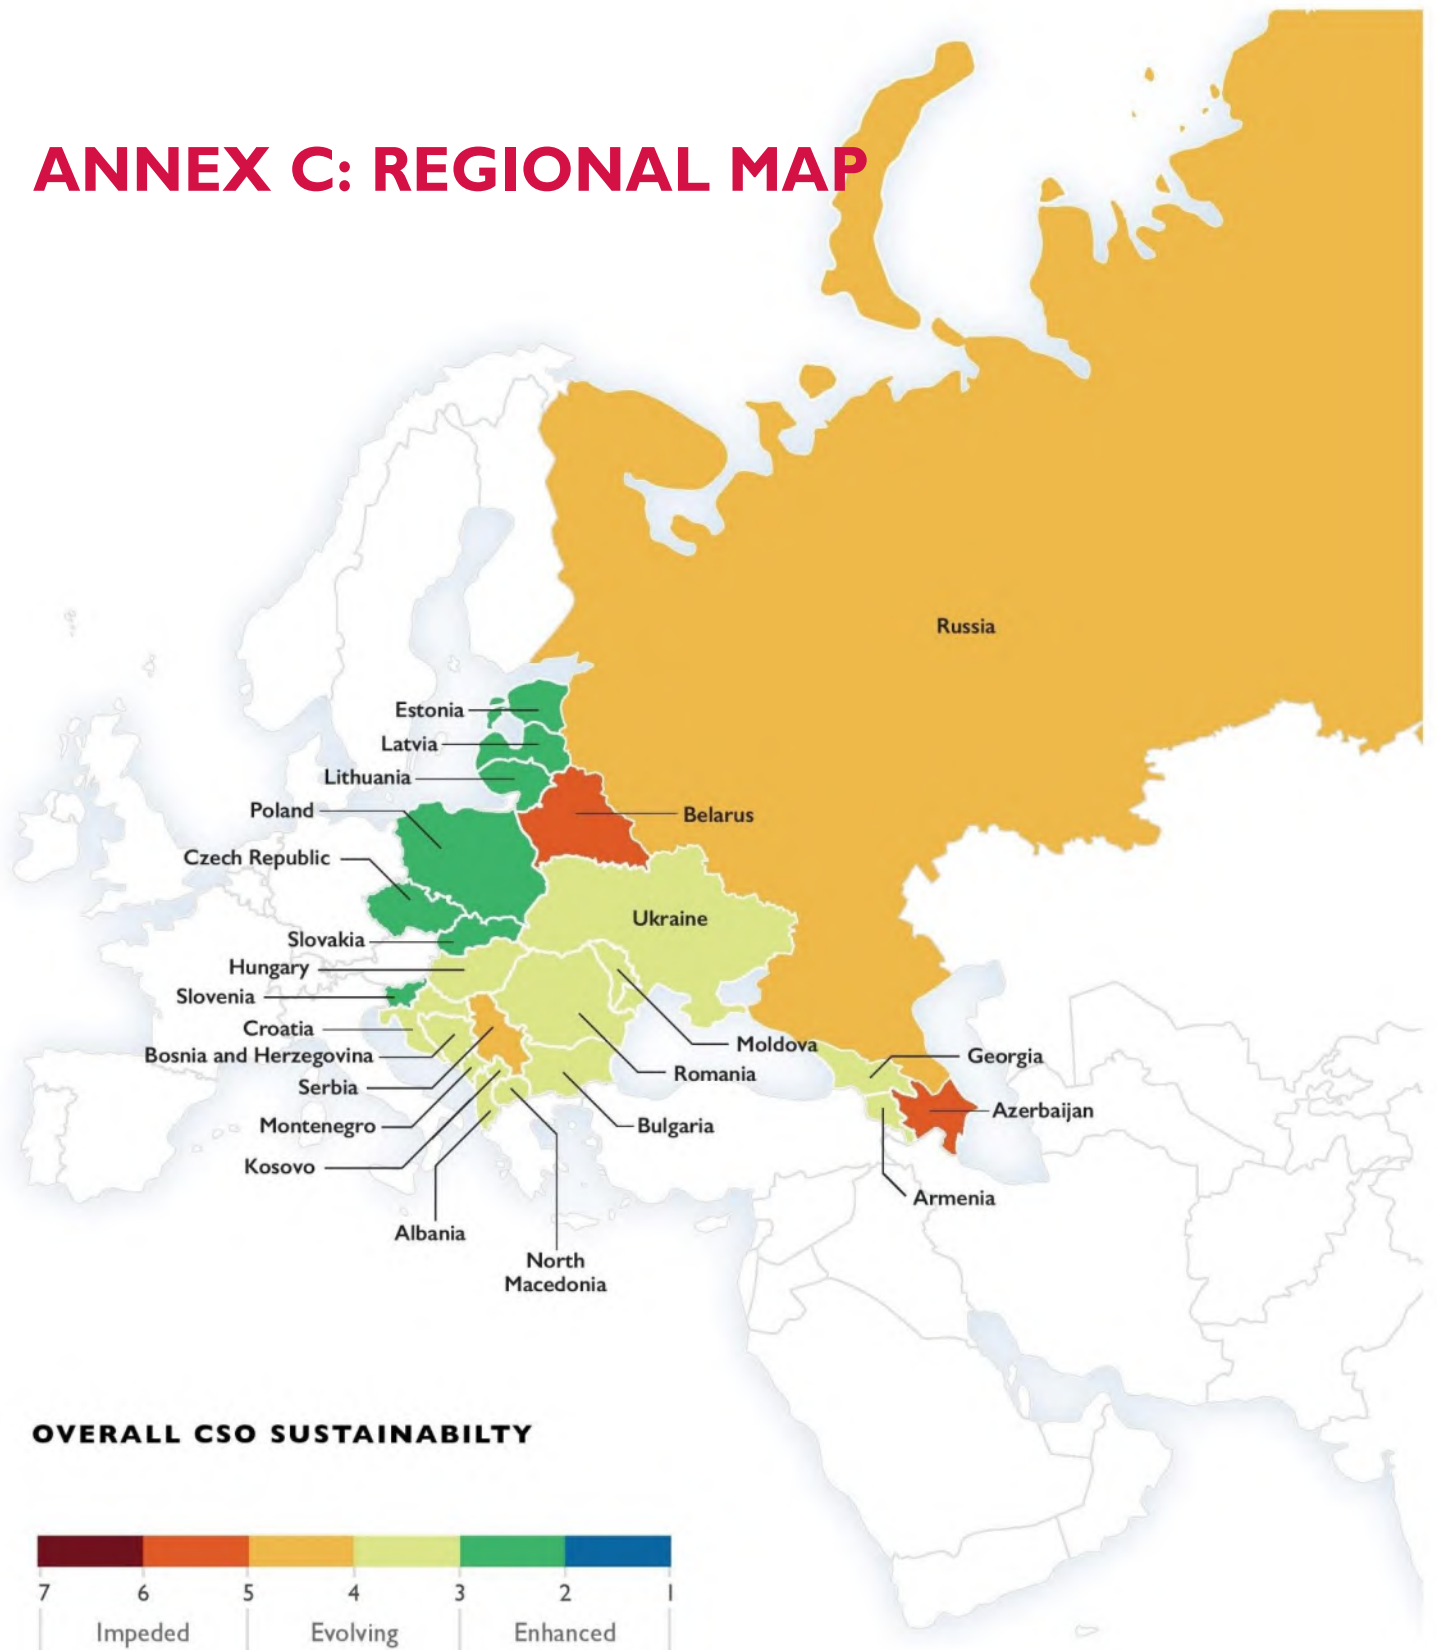 ANNEX C: REGIONAL MAP
Russia
Estonia
Latvia
Lithuania
Poland
Belarus
Czech Republic
Ukraine
Slovakia
Hungary
Slovenia
Croatia
Moldova
Bosnia and Herzegovina
Georgia
Romania
Serbia
Azerbaijan
Montenegro
Bulgaria
Kosovo
Armenia
Albania
North
Macedonia
OVERALL CSO SUSTAINABILTY
7 6 5 4 3 2 1
Impeded Evolving Enhanced